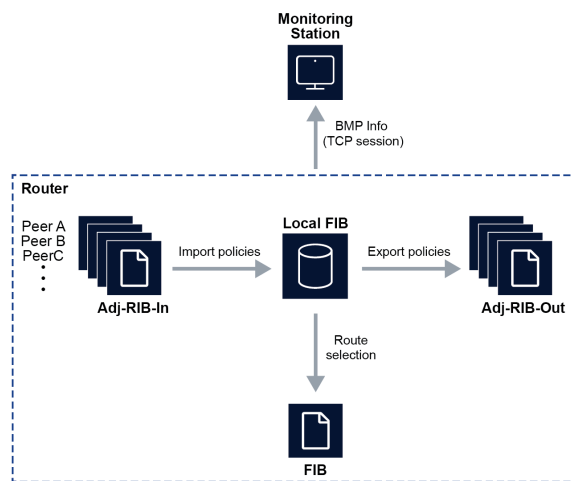 Monitoring
Station
BMP Info
(TCP session)
Router
Peer A
Peer B
PeerC
Import policies
Local FIB
Export policies
Adj-RIB-In
Adj-RIB-Out
Route
selection
FIB